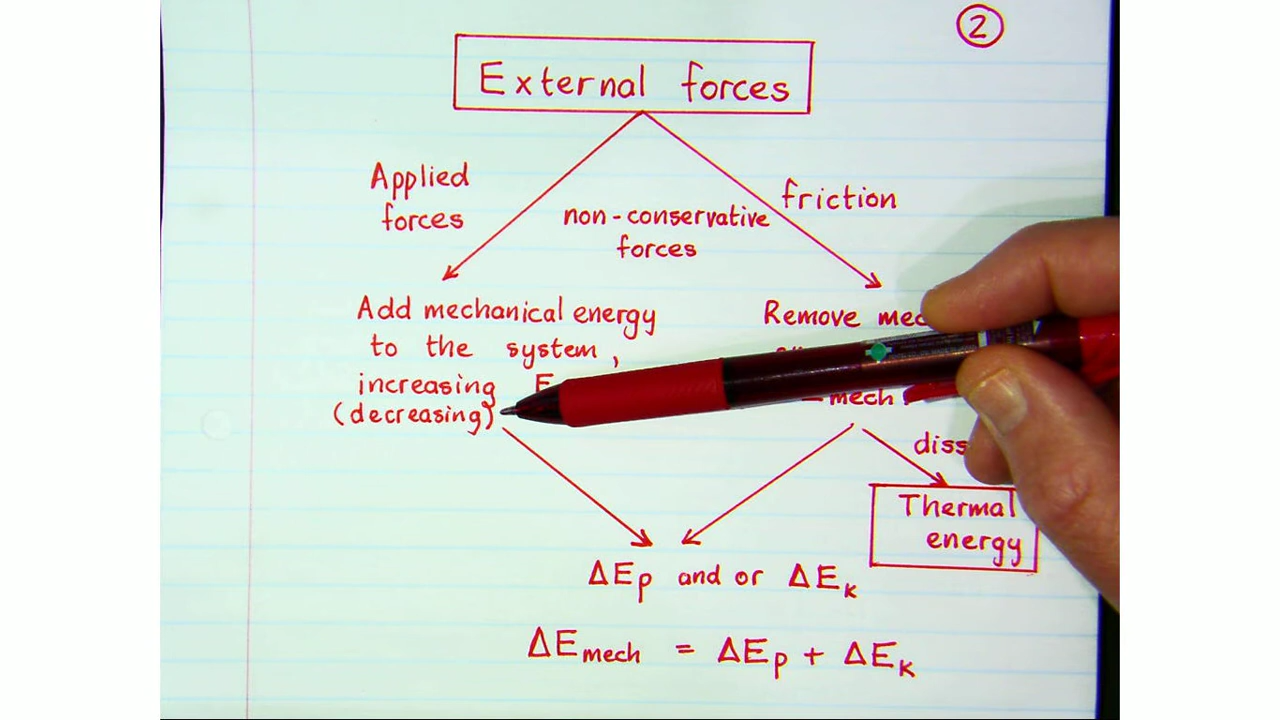 2
External forces
Applied
forces
friction
non-conservative
forces
Add mechanical energy
to the system,
increasing E
(decreasing)
Remove mec
mech
diss
Thermal
energy
ΔEp and or ΔEk
ΔEmech = ΔEp + ΔEk